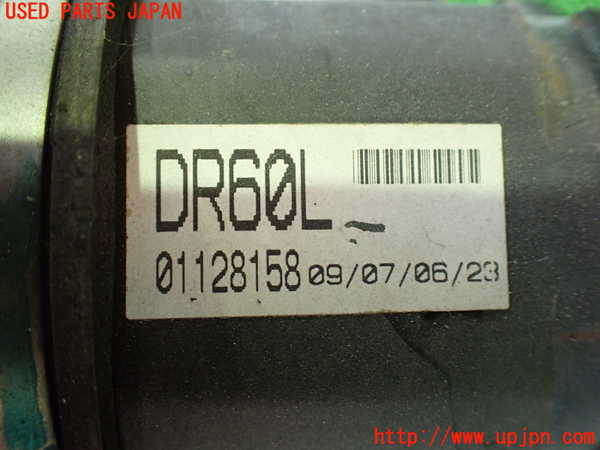 USED PARTS JAPAN
DR60L
01128158 09/07/06/23
http://www.upjpn.com